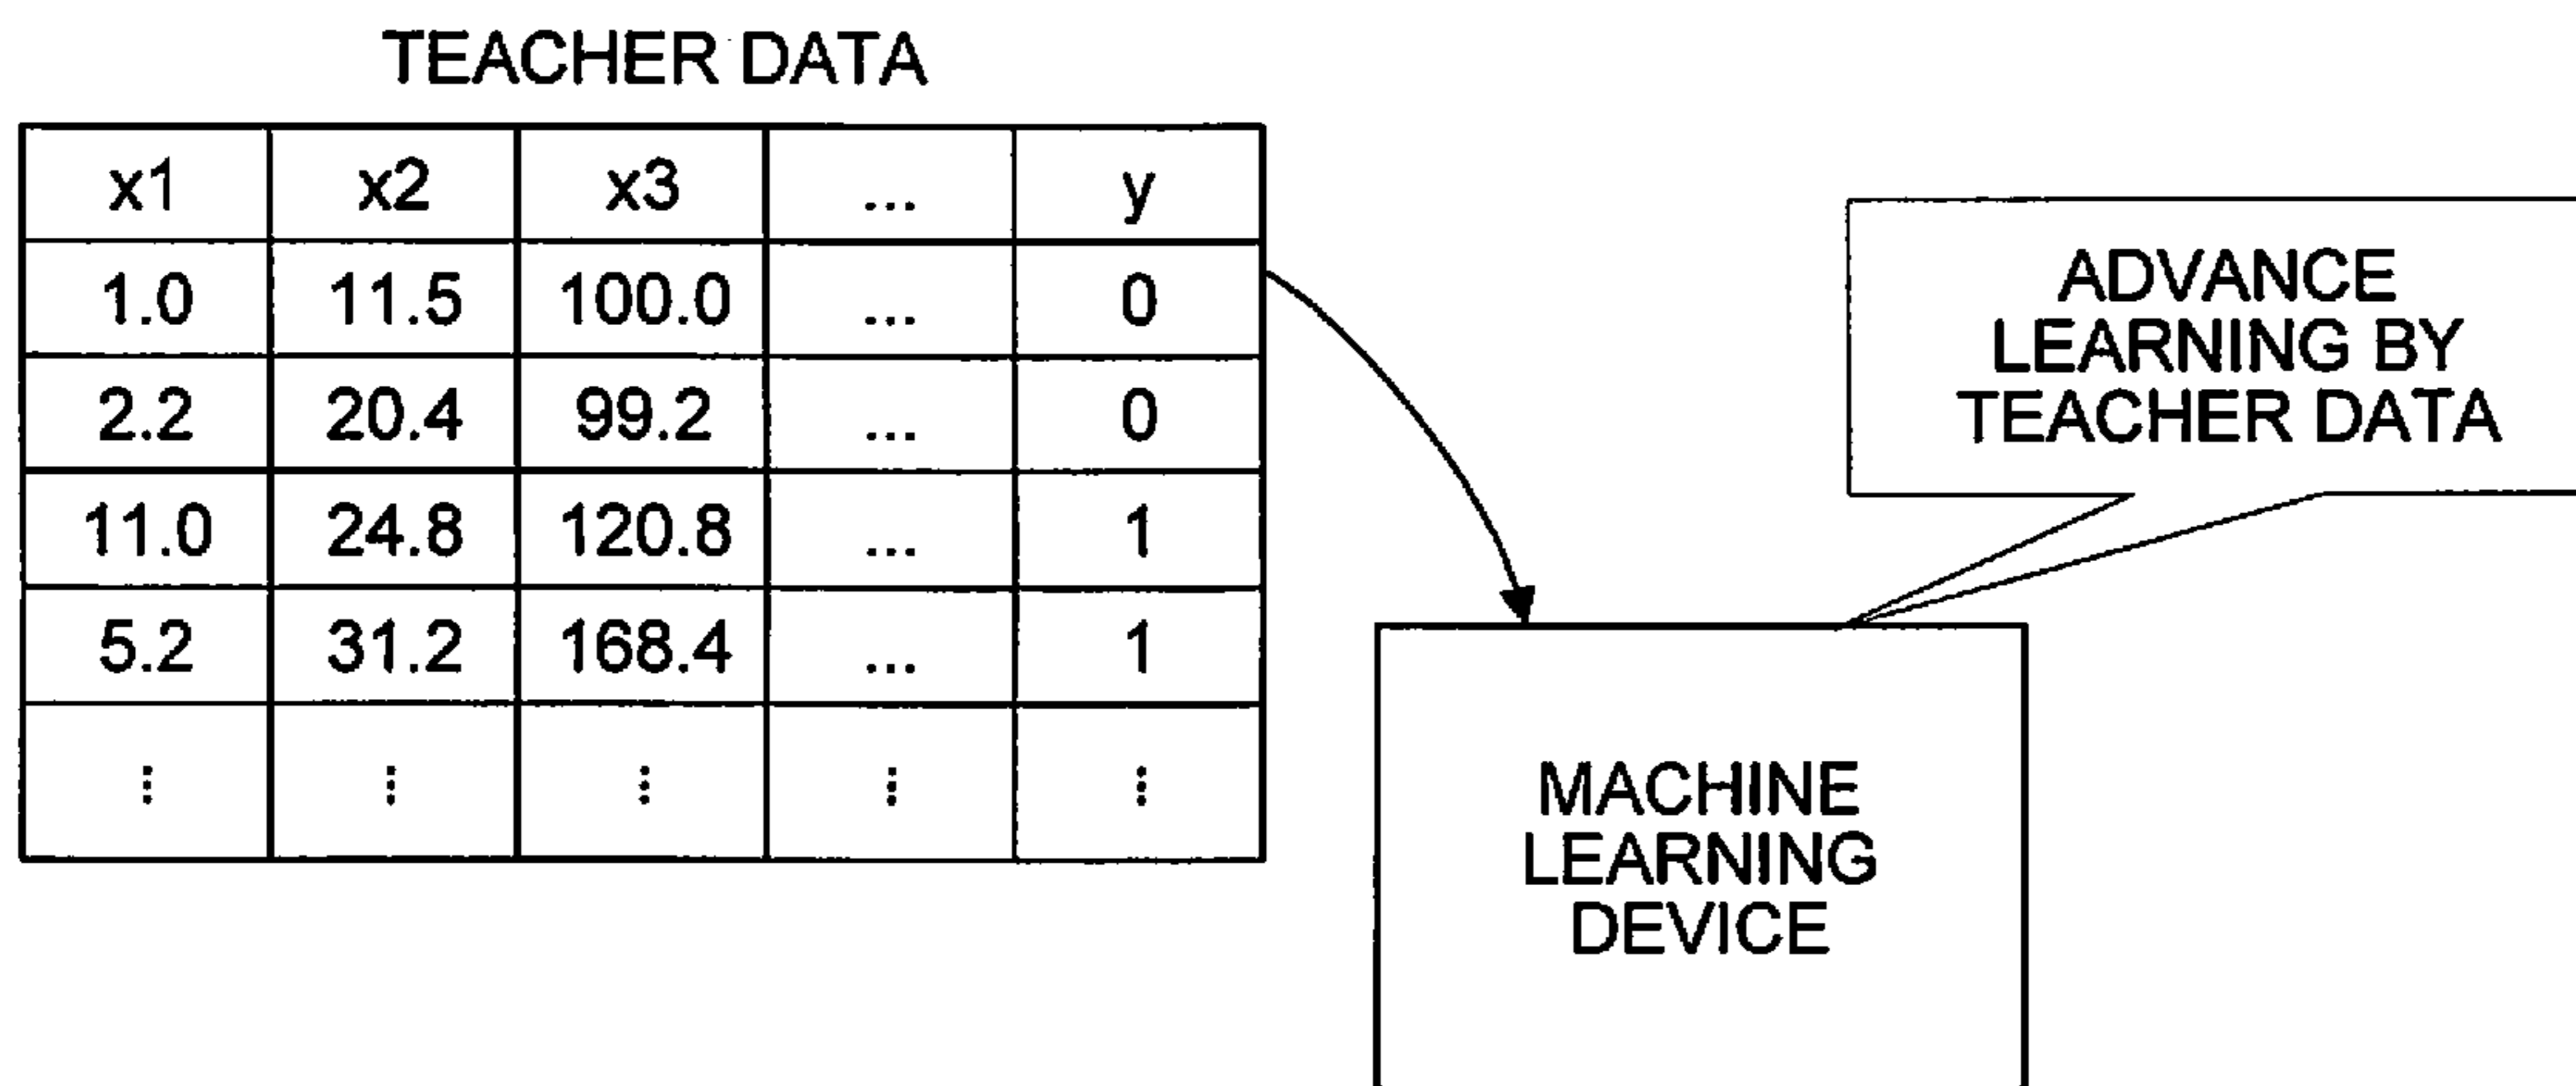 TEACHER DATA
x1 x2 x3 ... y
1.0 11.5 100.0 ... 0
2.2 20.4 99.2 ... 0
11.0 24.8 120.8 ... 1
5.2 31.2 168.4 ... 1
⋮ ⋮ ⋮ ⋮ ⋮
ADVANCE
LEARNING BY
TEACHER DATA
MACHINE
LEARNING
DEVICE